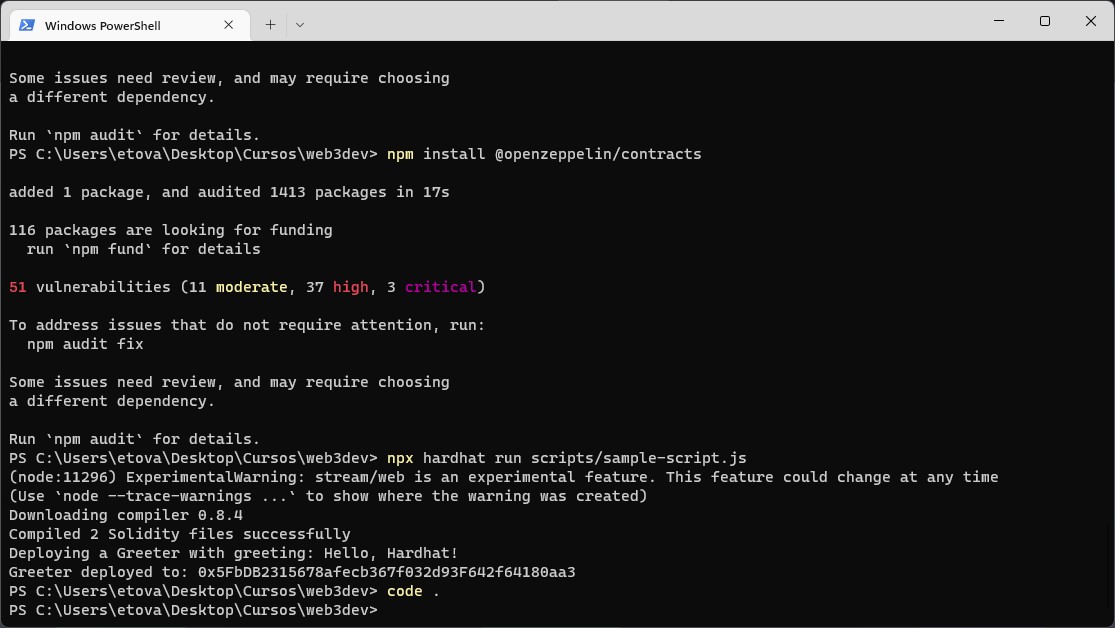 Windows PowerShell
Some issues need review, and may require choosing
a different dependency.
Run `npm audit` for details.
PS C:\Users\etova\Desktop\Cursos\web3dev> npm install @openzeppelin/contracts
added 1 package, and audited 1413 packages in 17s
116 packages are looking for funding
  run `npm fund` for details
51 vulnerabilities (11 moderate, 37 high, 3 critical)
To address issues that do not require attention, run:
  npm audit fix
Some issues need review, and may require choosing
a different dependency.
Run `npm audit` for details.
PS C:\Users\etova\Desktop\Cursos\web3dev> npx hardhat run scripts/sample-script.js
(node:11296) ExperimentalWarning: stream/web is an experimental feature. This feature could change at any time
(Use `node --trace-warnings ...` to show where the warning was created)
Downloading compiler 0.8.4
Compiled 2 Solidity files successfully
Deploying a Greeter with greeting: Hello, Hardhat!
Greeter deployed to: 0x5FbDB2315678afecb367f032d93F642f64180aa3
PS C:\Users\etova\Desktop\Cursos\web3dev> code .
PS C:\Users\etova\Desktop\Cursos\web3dev>